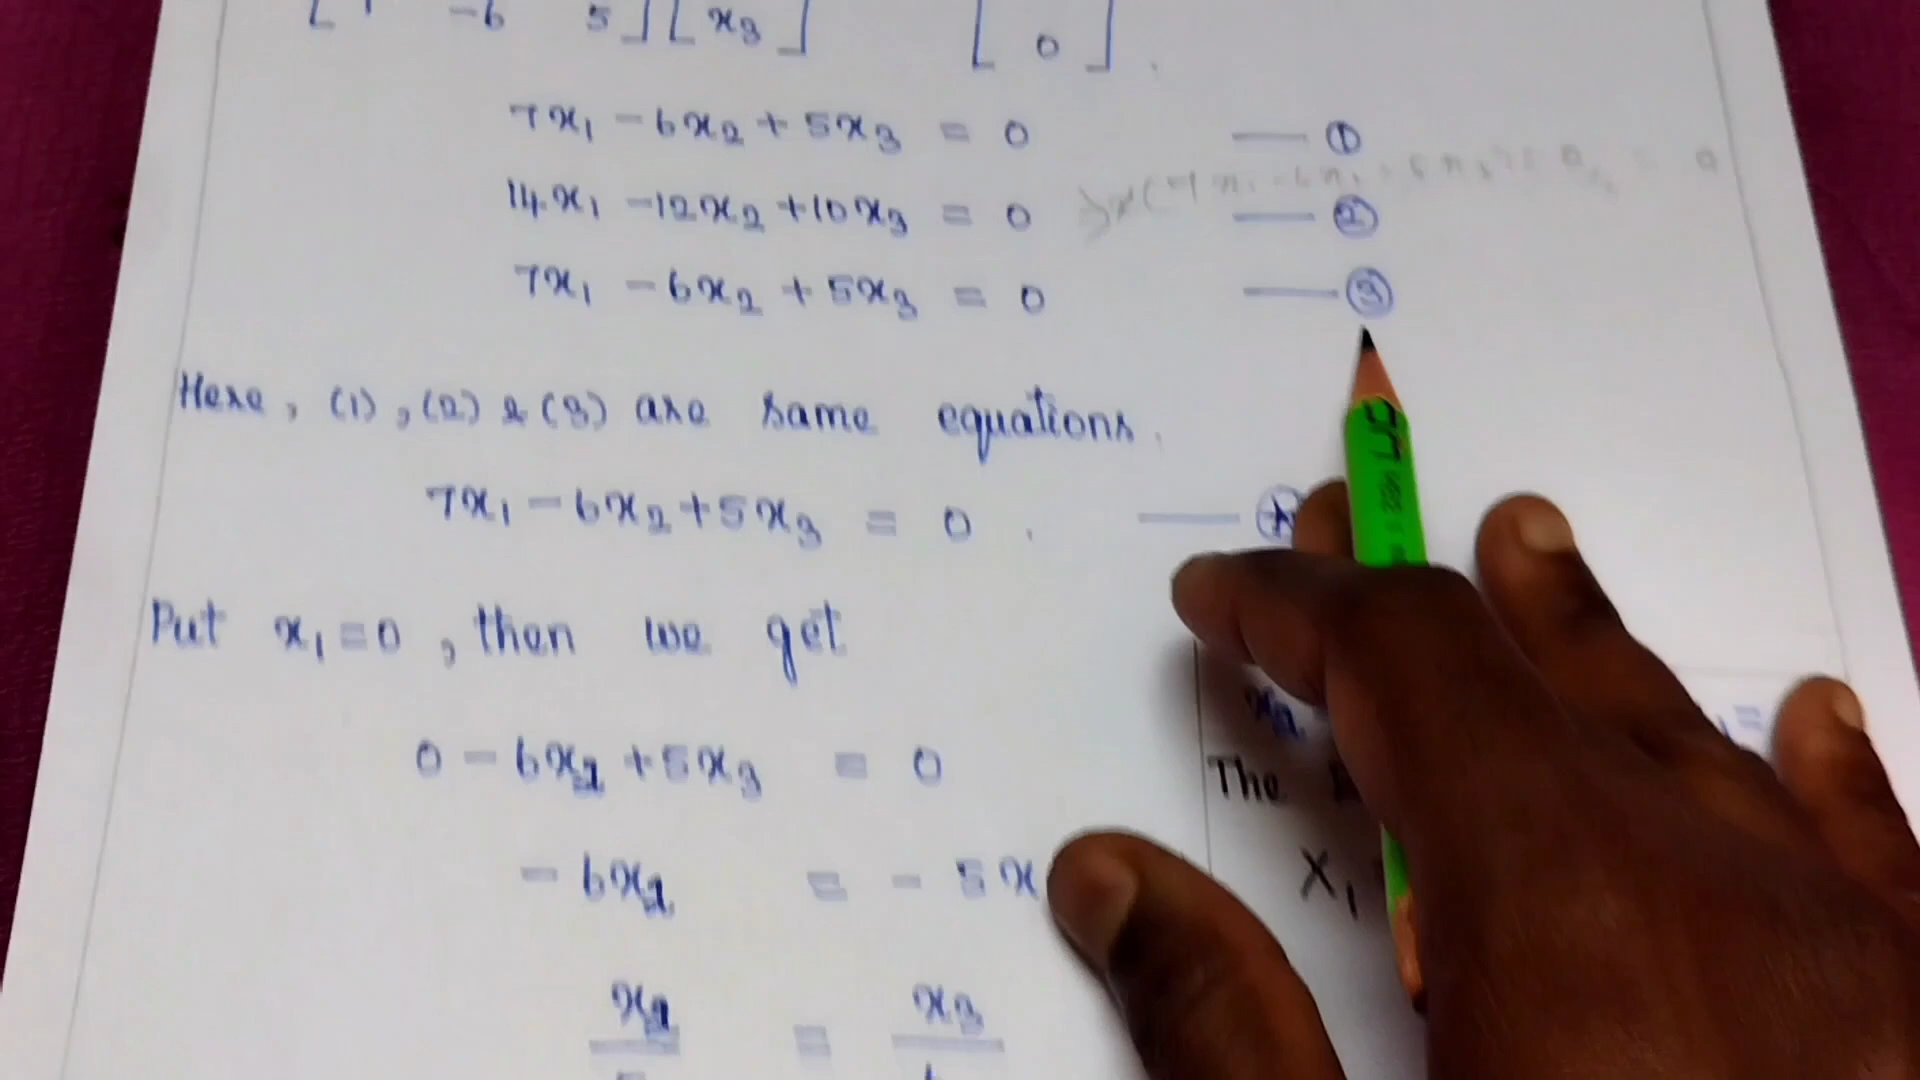 -6 5 ] [ x3 ] [ 0 ]
7x1 - 6x2 + 5x3 = 0 — ①
14x1 - 12x2 + 10x3 = 0 — ②
7x1 - 6x2 + 5x3 = 0 — ③
Here, (1), (2) & (3) are same equations.
7x1 - 6x2 + 5x3 = 0. —
Put x1 = 0, then we get
0 - 6x2 + 5x3 = 0
- 6x2 = - 5x
x2 = x3
x2
The
X1